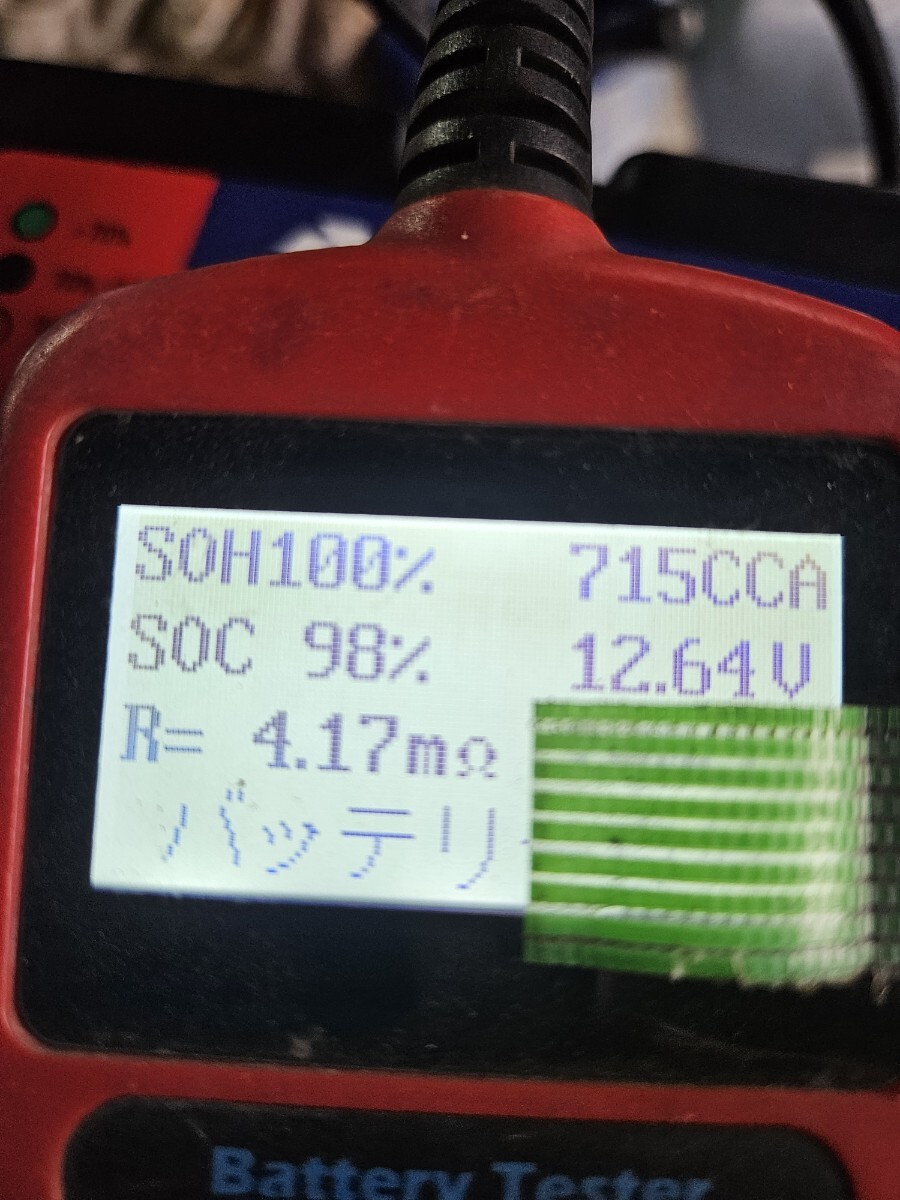 SOH100% 715CCA
SOC 98% 12.64V
R= 4.17mΩ
バッテリ
Battery Tester